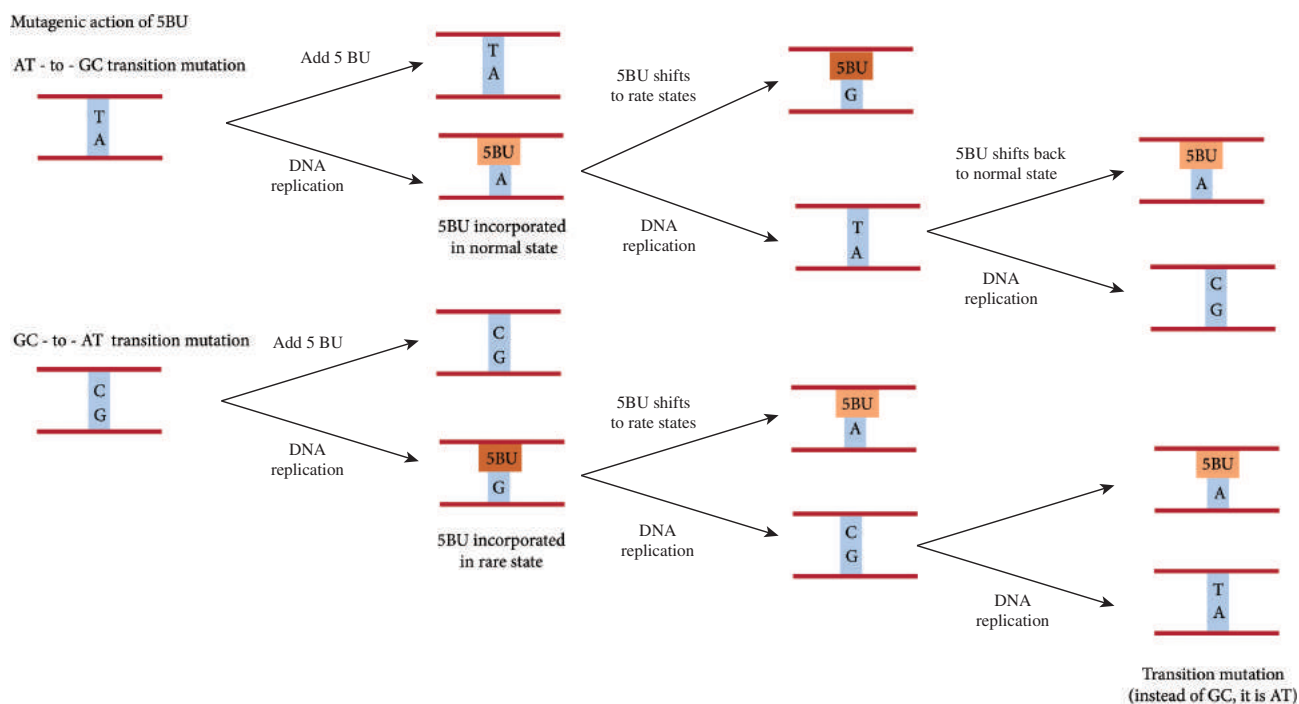 Mutagenic action of 5BU
AT - to - GC transition mutation
T
A
Add 5 BU
DNA
replication
T
A
5BU
A
5BU incorporated
in normal state
5BU shifts
to rate states
DNA
replication
5BU
G
T
A
5BU shifts back
to normal state
DNA
replication
5BU
A
C
G
GC - to - AT transition mutation
C
G
Add 5 BU
DNA
replication
C
G
5BU
G
5BU incorporated
in rare state
5BU shifts
to rate states
DNA
replication
5BU
A
C
G
DNA
replication
5BU
A
T
A
Transition mutation
(instead of GC, it is AT)